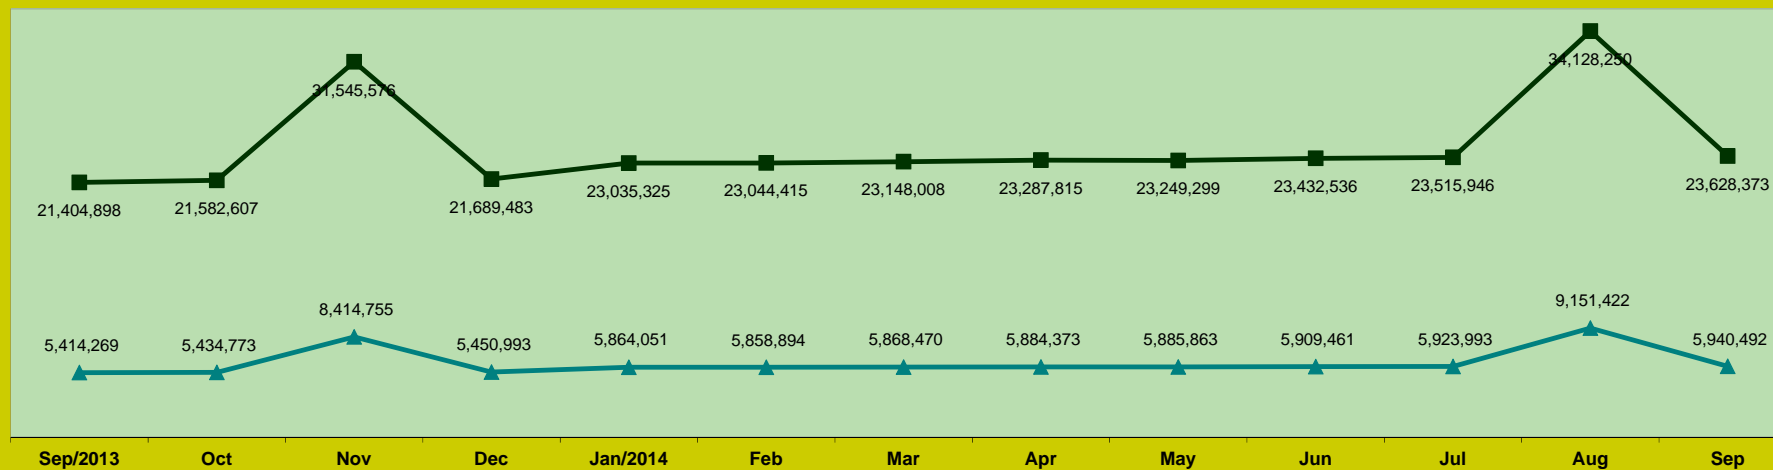 34,128,250
31,545,576
21,404,898 21,582,607 21,689,483 23,035,325 23,044,415 23,148,008 23,287,815 23,249,299 23,432,536 23,515,946 23,628,373
8,414,755 9,151,422
5,414,269 5,434,773 5,450,993 5,864,051 5,858,894 5,868,470 5,884,373 5,885,863 5,909,461 5,923,993 5,940,492
Sep/2013 Oct Nov Dec Jan/2014 Feb Mar Apr May Jun Jul Aug Sep